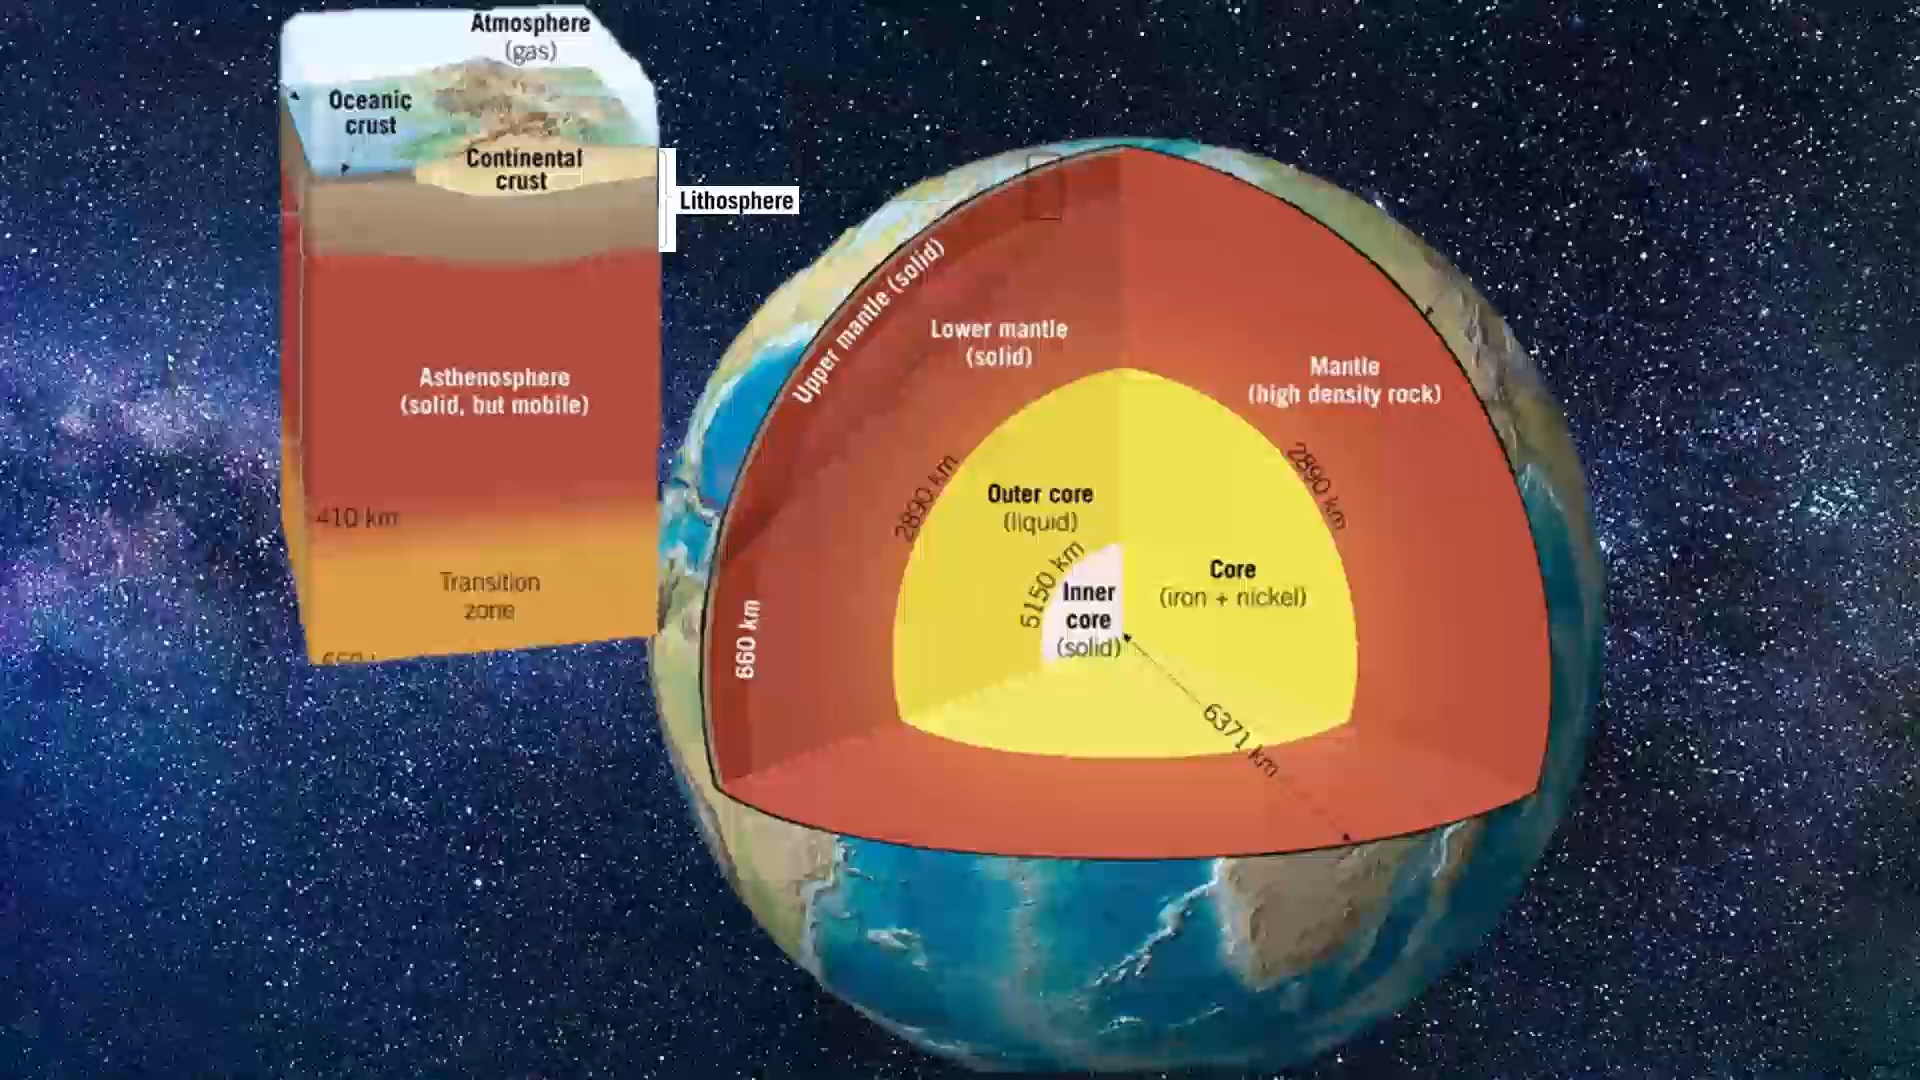 Atmosphere
(gas)
Oceanic
crust
Continental
crust
Lithosphere
Asthenosphere
(solid, but mobile)
410 km
Transition
zone
Upper mantle (solid)
Lower mantle
(solid)
Mantle
(high density rock)
2890 km
2890 km
Outer core
(liquid)
5150 km
Inner
core
(solid)
Core
(iron + nickel)
660 km
6371 km